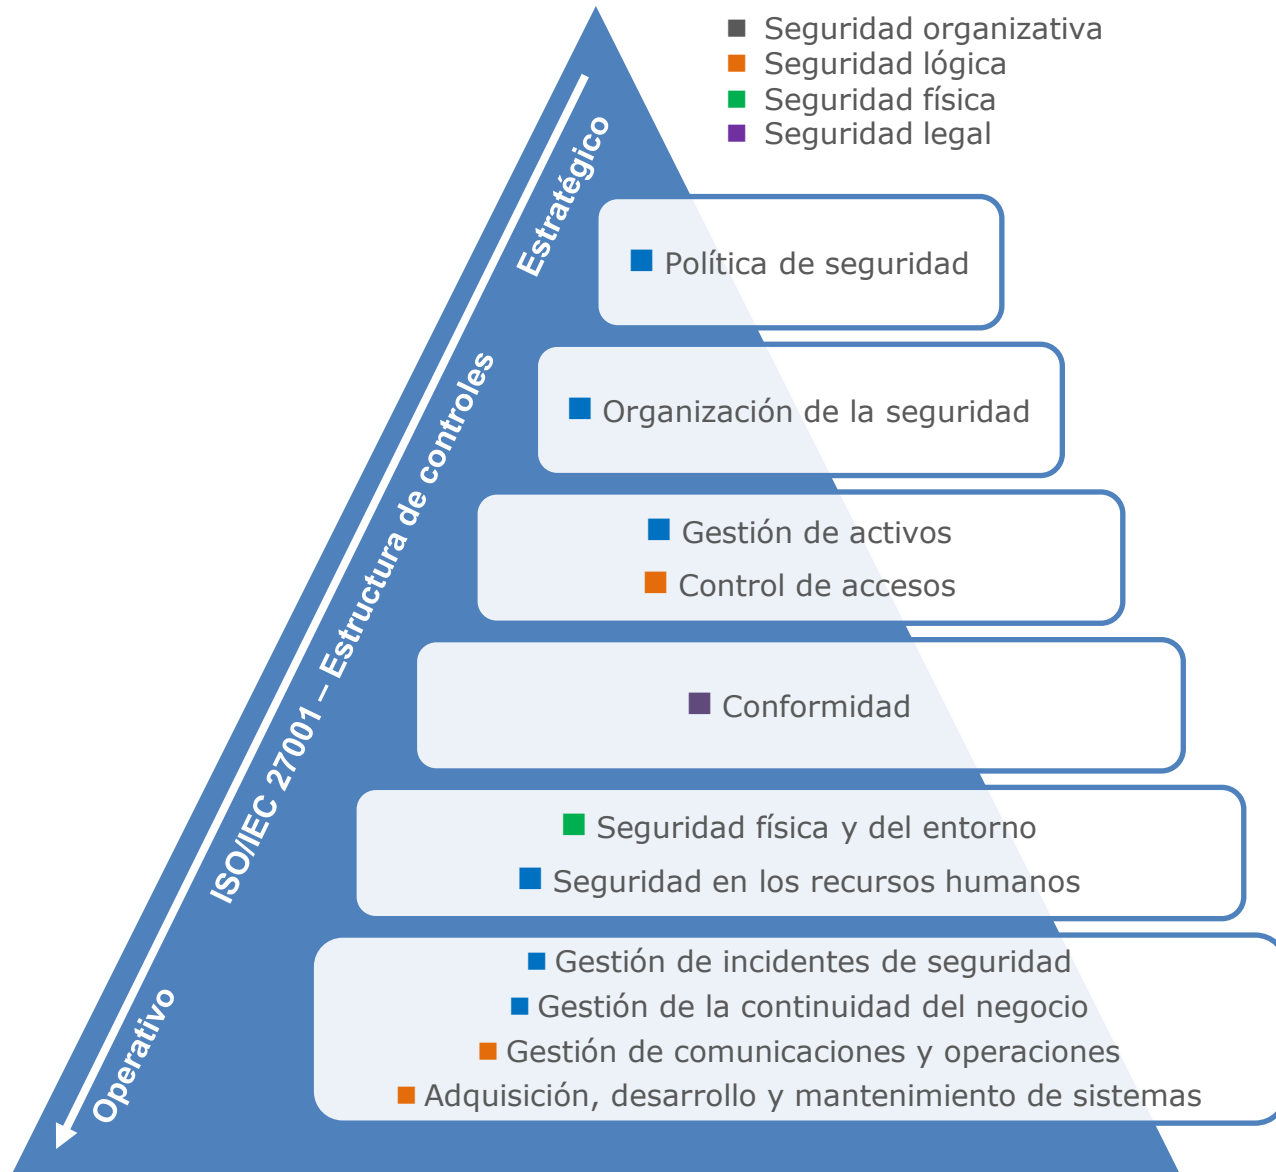 Seguridad organizativa
Seguridad lógica
Seguridad física
Seguridad legal
Estratégico
ISO/IEC 27001 – Estructura de controles
Operativo
Política de seguridad
Organización de la seguridad
Gestión de activos
Control de accesos
Conformidad
Seguridad física y del entorno
Seguridad en los recursos humanos
Gestión de incidentes de seguridad
Gestión de la continuidad del negocio
Gestión de comunicaciones y operaciones
Adquisición, desarrollo y mantenimiento de sistemas